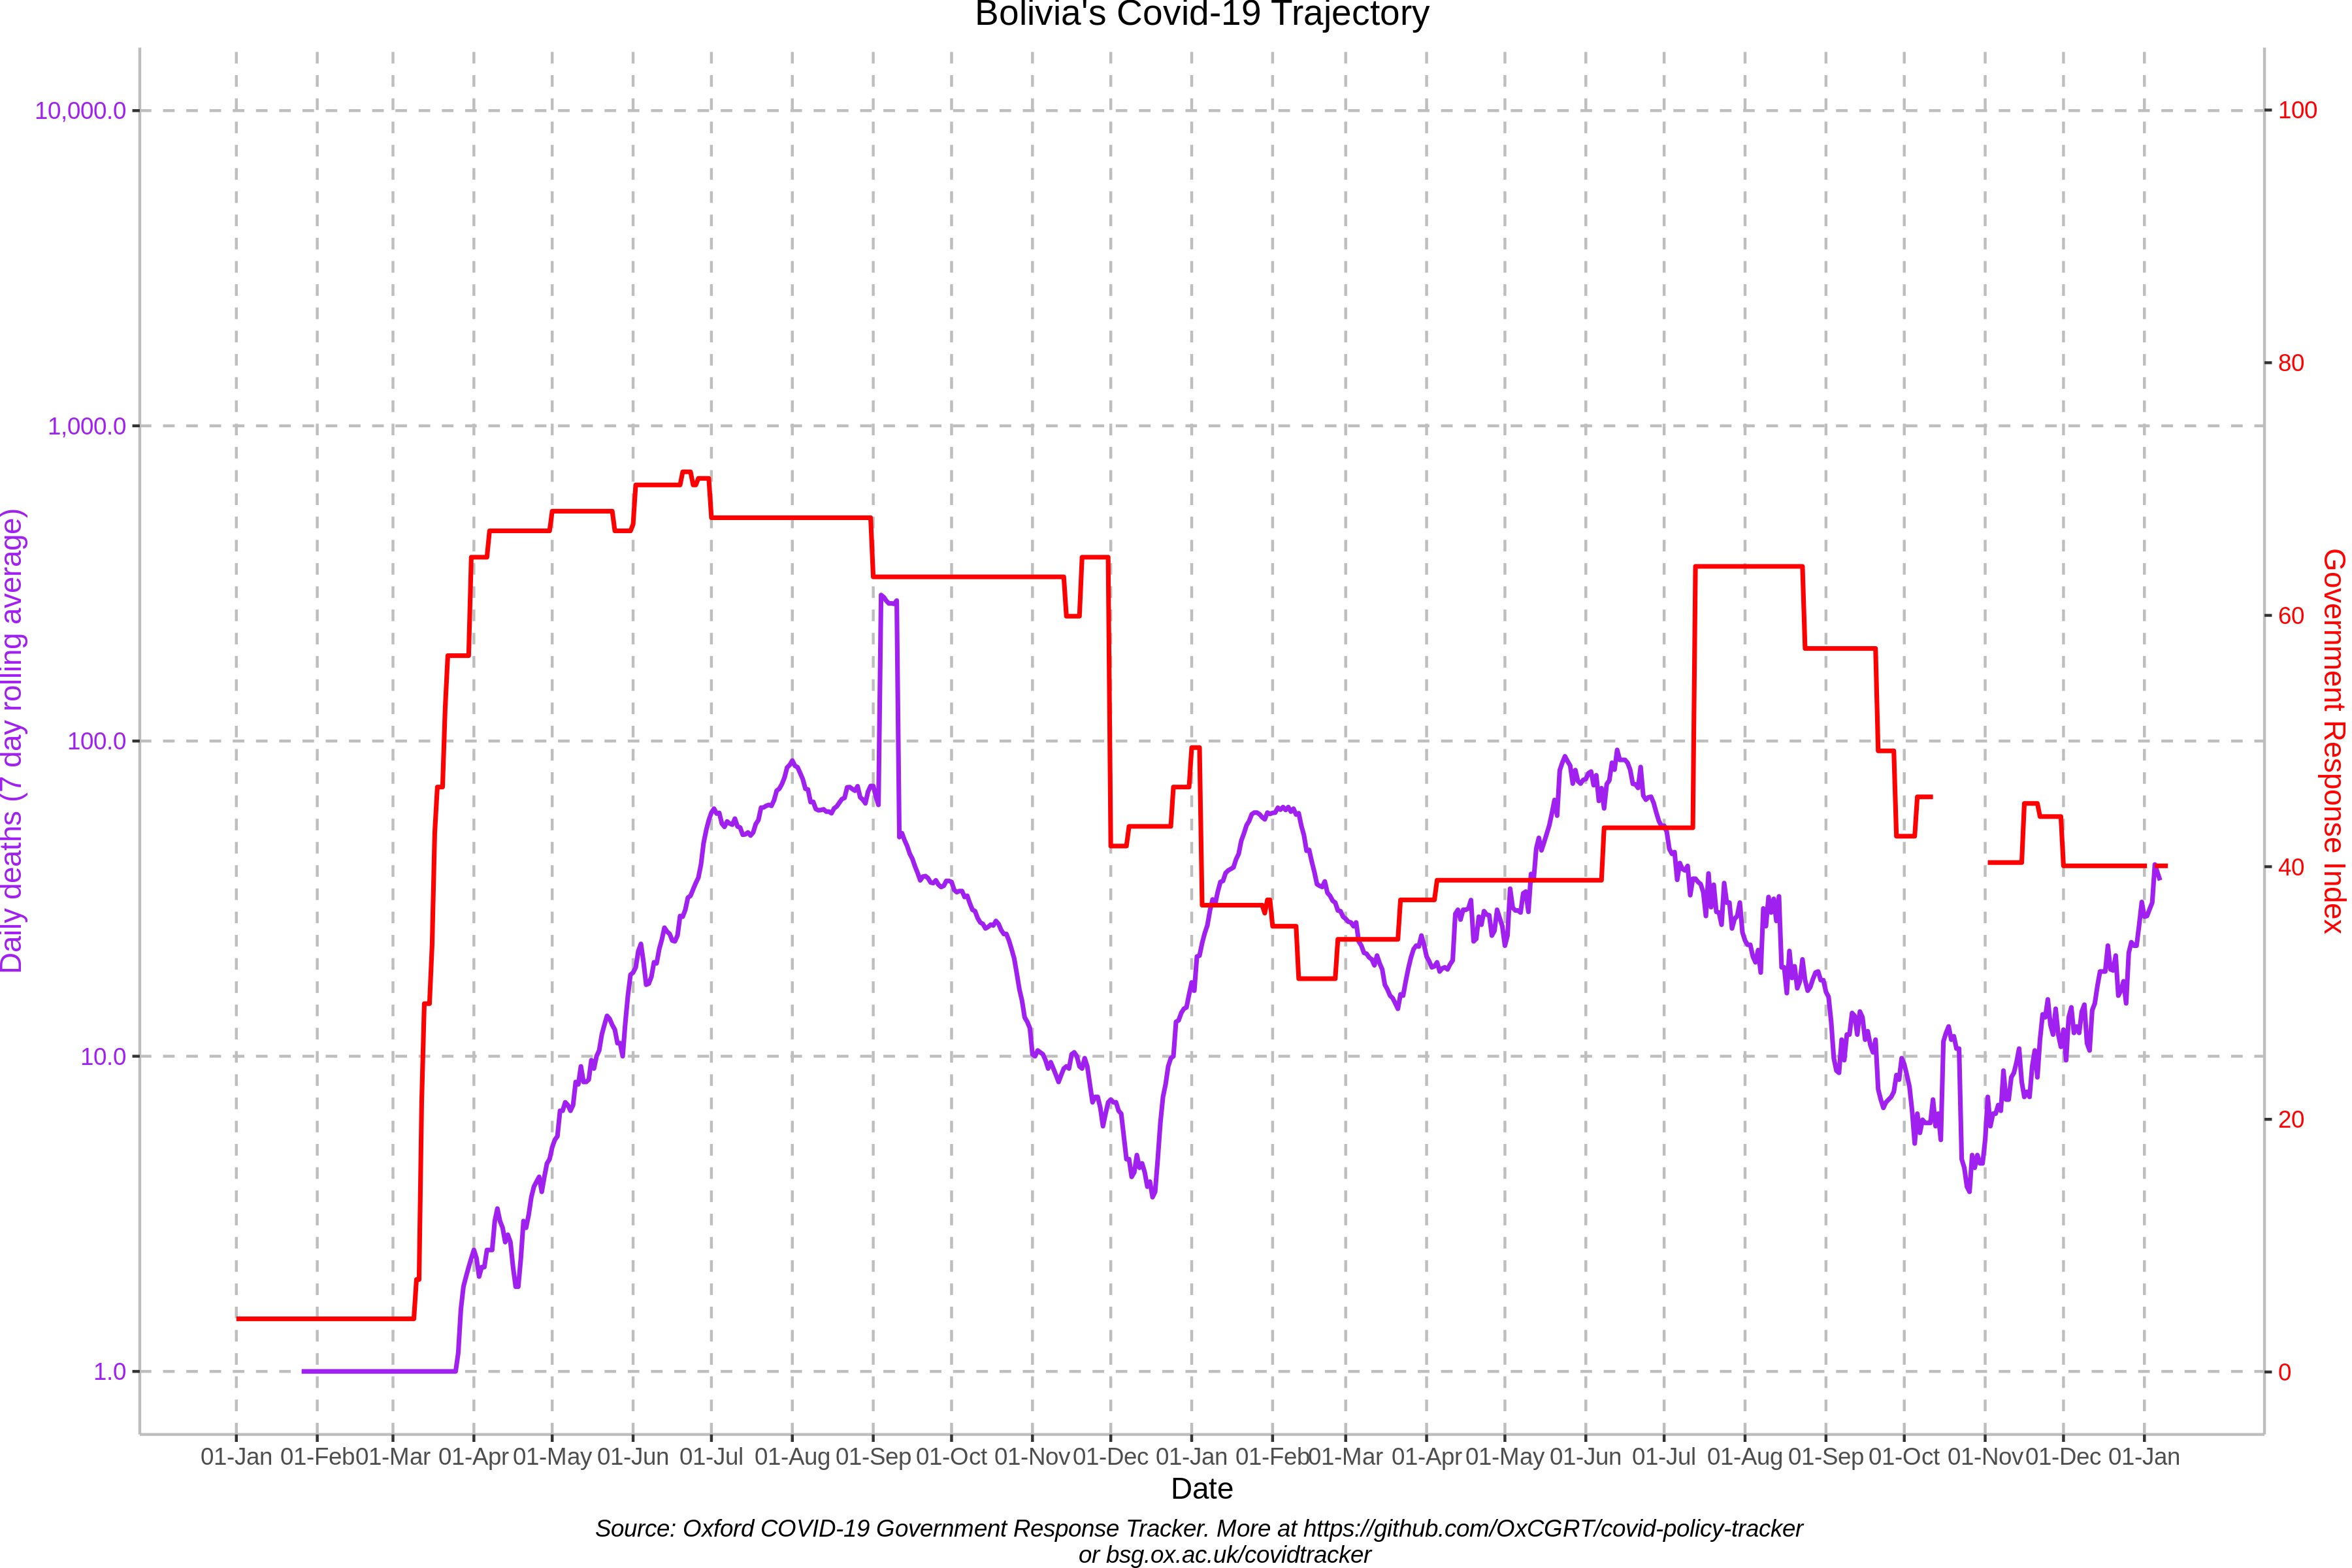 Bolivia's Covid-19 Trajectory
10,000.0
1,000.0
100.0
10.0
1.0
Daily deaths (7 day rolling average)
100
80
60
40
20
0
Government Response Index
01-Jan 01-Feb 01-Mar 01-Apr 01-May 01-Jun 01-Jul 01-Aug 01-Sep 01-Oct 01-Nov 01-Dec 01-Jan 01-Feb 01-Mar 01-Apr 01-May 01-Jun 01-Jul 01-Aug 01-Sep 01-Oct 01-Nov 01-Dec 01-Jan
Date
Source: Oxford COVID-19 Government Response Tracker. More at https://github.com/OxCGRT/covid-policy-tracker
or bsg.ox.ac.uk/covidtracker